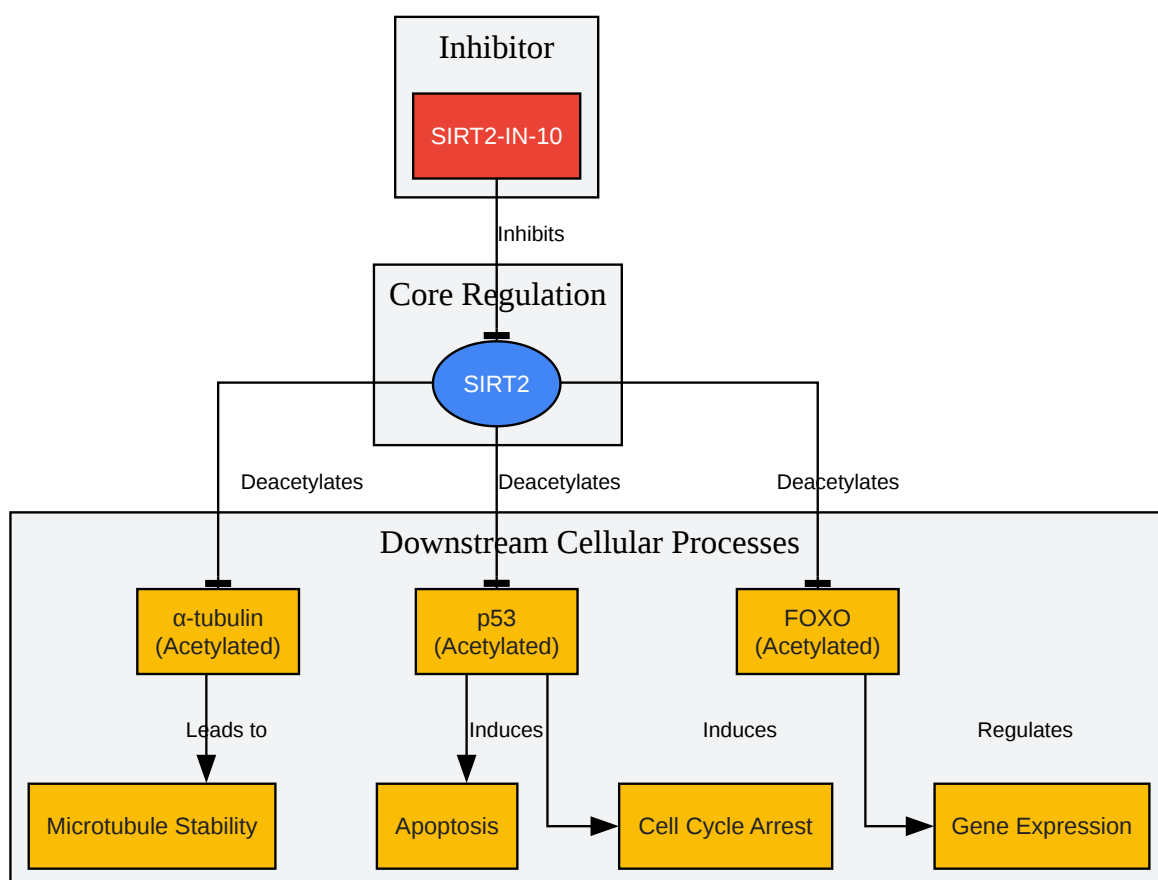 Inhibitor
SIRT2-IN-10
Inhibits
Core Regulation
SIRT2
Deacetylates
Deacetylates
Deacetylates
Downstream Cellular Processes
α-tubulin
(Acetylated)
p53
(Acetylated)
FOXO
(Acetylated)
Leads to
Induces
Induces
Regulates
Microtubule Stability
Apoptosis
Cell Cycle Arrest
Gene Expression